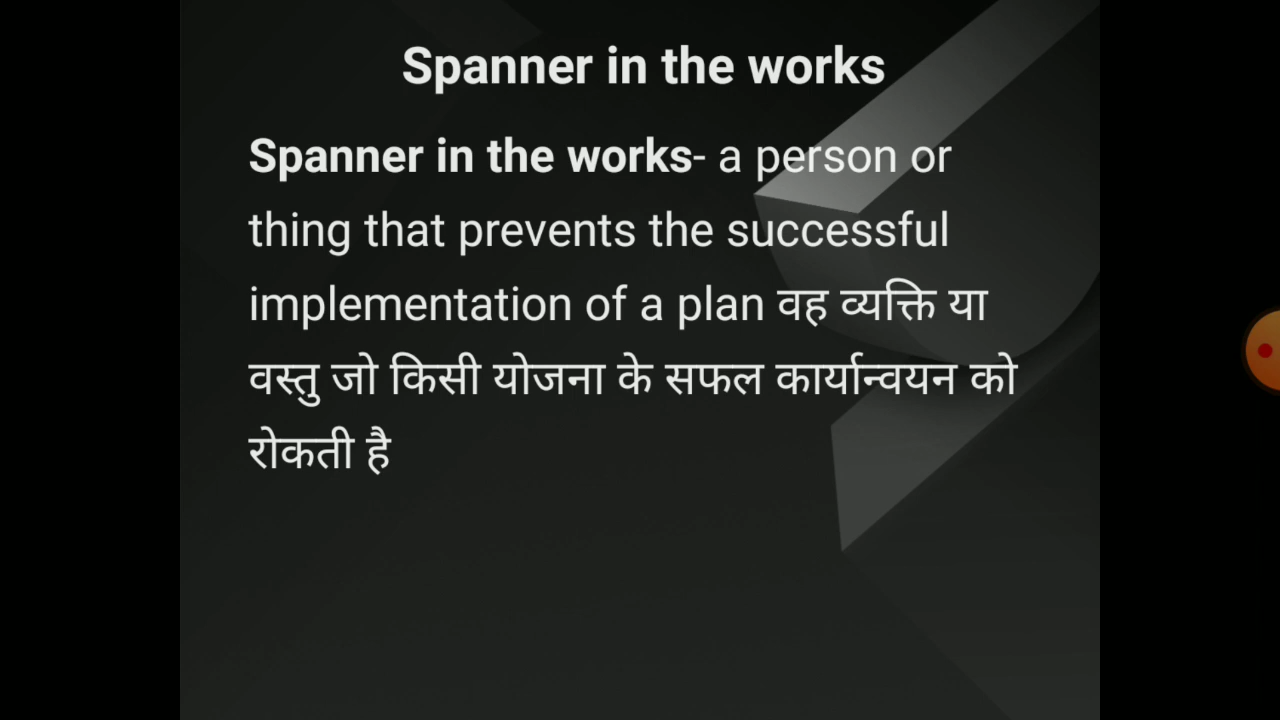 Spanner in the works
Spanner in the works- a person or
thing that prevents the successful
implementation of a plan वह व्यक्ति या
वस्तु जो किसी योजना के सफल कार्यान्वयन को
रोकती है